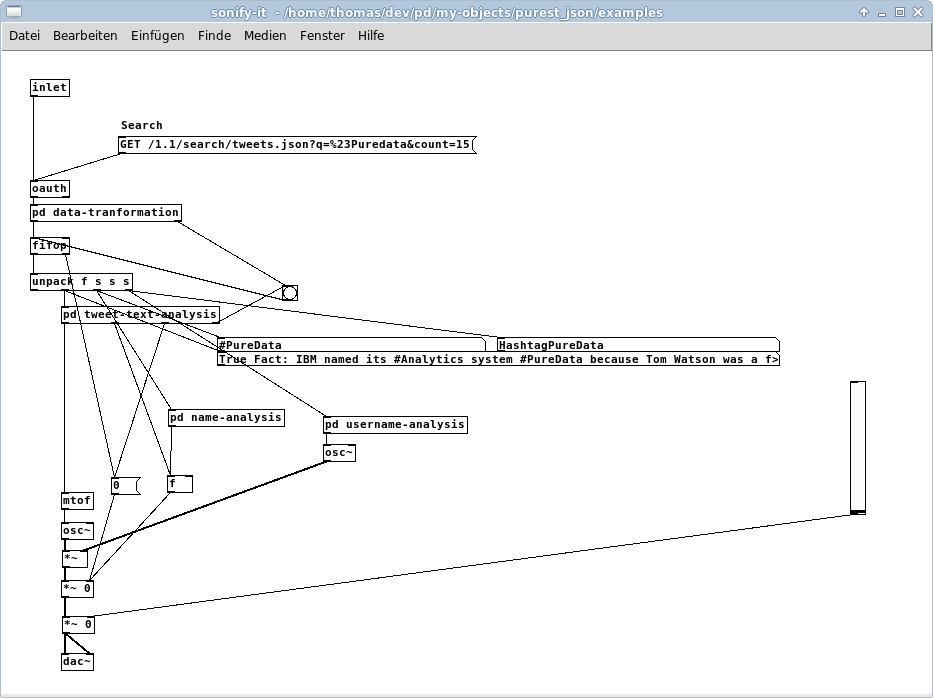 sonify-it - /home/thomas/dev/pd/my-objects/purest_json/examples
Datei Bearbeiten Einfügen Finde Medien Fenster Hilfe
inlet
Search
GET /1.1/search/tweets.json?q=%23Puredata&count=15
oauth
pd data-tranformation
fifop
unpack f s s s
pd tweet-text-analysis
#PureData HashtagPureData
True Fact: IBM named its #Analytics system #PureData because Tom Watson was a f>
pd name-analysis
pd username-analysis
osc~
0 f
mtof
osc~
*~
*~ 0
*~ 0
dac~